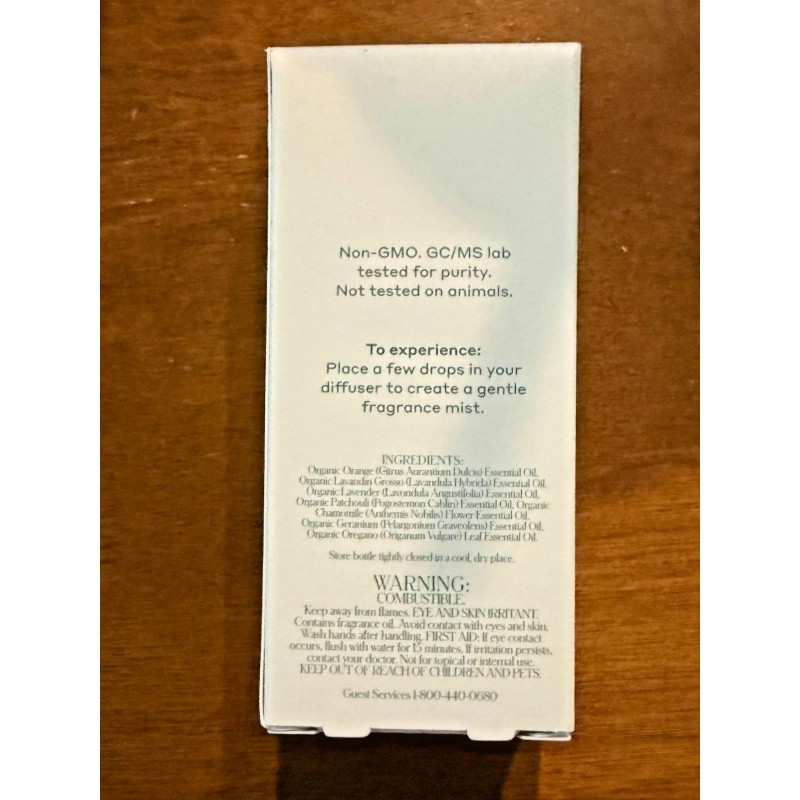 Non-GMO. GC/MS lab
tested for purity.
Not tested on animals.
To experience:
Place a few drops in your
diffuser to create a gentle
fragrance mist.
INGREDIENTS:
Organic Orange (Citrus Aurantium Dulcis) Essential Oil,
Organic Lavandin Grosso (Lavandula Hybrida) Essential Oil,
Organic Lavender (Lavondula Angustifolia) Essential Oil,
Organic Patchouli (Pogostemon Cablin) Essential Oil, Organic
Chamomile (Anthemis Nobilis) Flower Essential Oil,
Organic Geranium (Pelargonium Graveolens) Essential Oil,
Organic Oregano (Origanum Vulgare) Leaf Essential Oil.
Store bottle tightly closed in a cool, dry place.
WARNING:
COMBUSTIBLE.
Keep away from flames. EYE AND SKIN IRRITANT.
Contains fragrance oil. Avoid contact with eyes and skin.
Wash hands after handling. FIRST AID: If eye contact
occurs, flush with water for 15 minutes. If irritation persists,
contact your doctor. Not for topical or internal use.
KEEP OUT OF REACH OF CHILDREN AND PETS.
Guest Services 1-800-440-0680